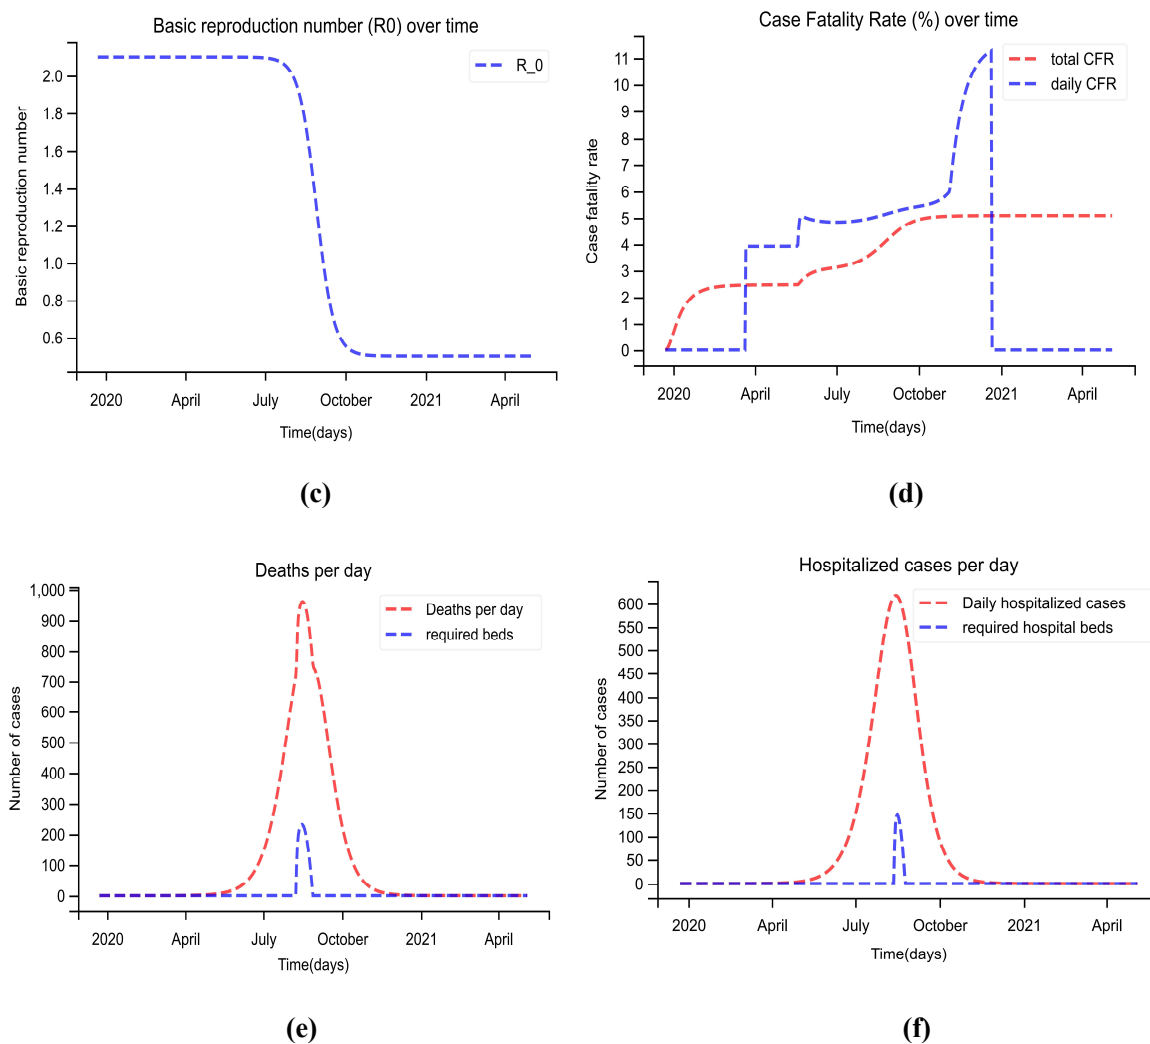 Basic reproduction number (R0) over time
R_0
Basic reproduction number
2.0
1.8
1.6
1.4
1.2
1.0
0.8
0.6
2020 April July October 2021 April
Time(days)
(c)
Case Fatality Rate (%) over time
total CFR
daily CFR
Case fatality rate
11
10
9
8
7
6
5
4
3
2
1
0
2020 April July October 2021 April
Time(days)
(d)
Deaths per day
Deaths per day
required beds
Number of cases
1,000
900
800
700
600
500
400
300
200
100
0
2020 April July October 2021 April
Time(days)
(e)
Hospitalized cases per day
Daily hospitalized cases
required hospital beds
Number of cases
600
550
500
450
400
350
300
250
200
150
100
50
0
2020 April July October 2021 April
Time(days)
(f)